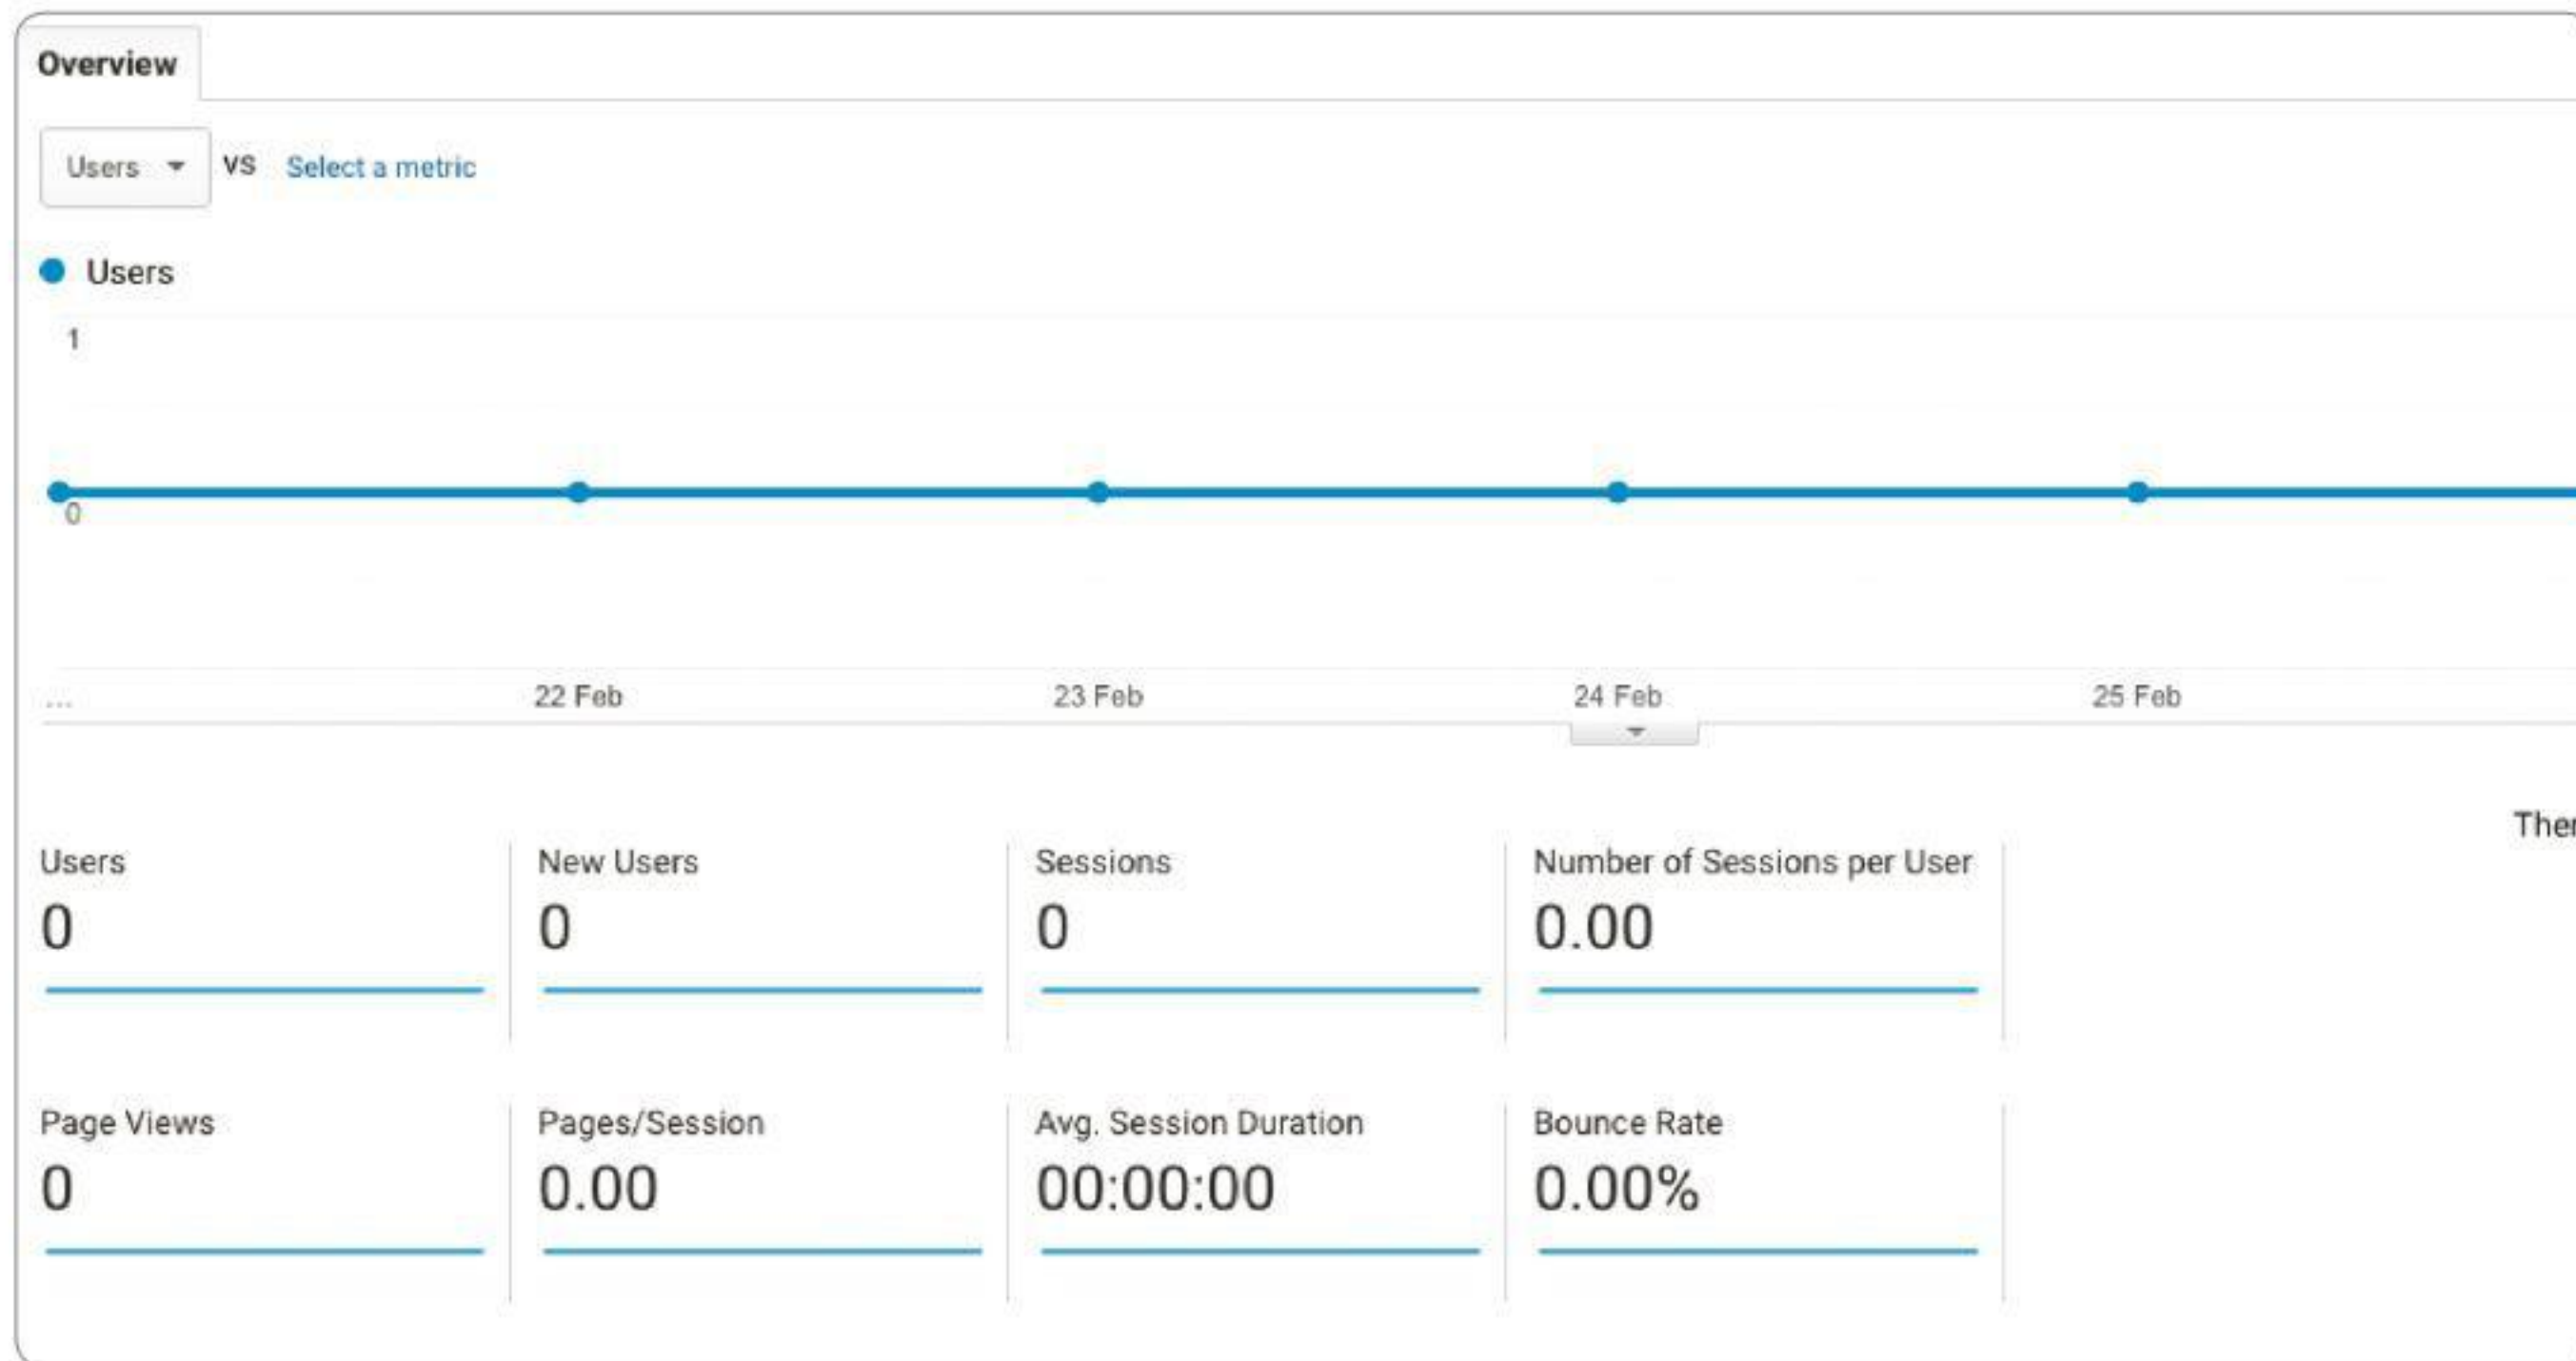 Overview
Users vs Select a metric
Users
1
0
... 22 Feb 23 Feb 24 Feb 25 Feb
Users New Users Sessions Number of Sessions per User
0 0 0 0.00
Page Views Pages/Session Avg. Session Duration Bounce Rate
0 0.00 00:00:00 0.00%